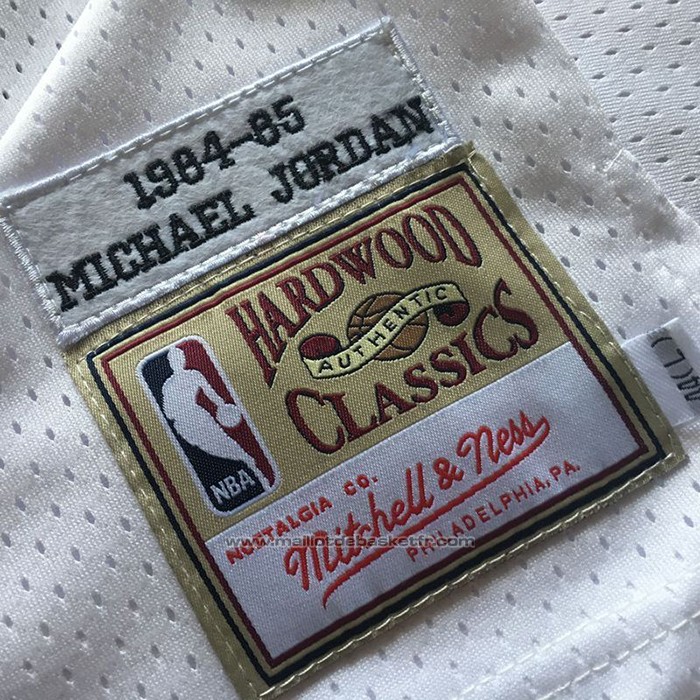 1984-85
MICHAEL JORDAN
HARDWOOD
AUTHENTIC
CLASSICS
NBA
NOSTALGIA CO.
Mitchell & Ness
PHILADELPHIA, PA.
www.maillotdebasketfr.com